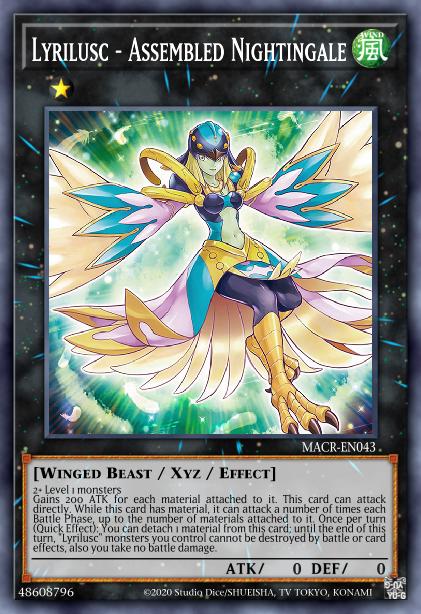 Lyrilusc - Assembled Nightingale
WIND
風
MACR-EN043
[Winged Beast / Xyz / Effect]
2+ Level 1 monsters
Gains 200 ATK for each material attached to it. This card can attack
directly. While this card has material, it can attack a number of times each
Battle Phase, up to the number of materials attached to it. Once per turn
(Quick Effect): You can detach 1 material from this card; until the end of this
turn, "Lyrilusc" monsters you control cannot be destroyed by battle or card
effects, also you take no battle damage.
ATK/ 0 DEF/ 0
48608796
©2020 Studio Dice/SHUEISHA, TV TOKYO, KONAMI